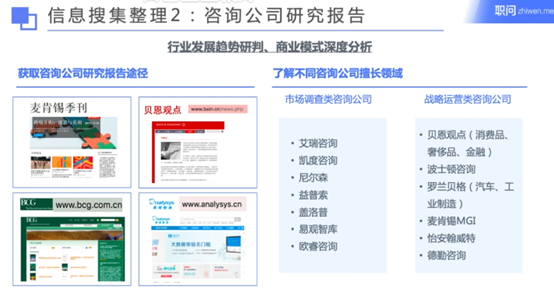 信息搜集整理2：咨询公司研究报告
职问 zhiwen.me
行业发展趋势研判、商业模式深度分析
获取咨询公司研究报告途径
麦肯锡季刊
贝恩观点
www.bain.cn/news.php
BCG
www.bcg.com.cn
analysys
www.analysys.cn
了解不同咨询公司擅长领域
市场调查类咨询公司
• 艾瑞咨询
• 凯度咨询
• 尼尔森
• 益普索
• 盖洛普
• 易观智库
• 欧睿咨询
战略运营类咨询公司
• 贝恩观点（消费品、
奢侈品、金融）
• 波士顿咨询
• 罗兰贝格（汽车、工
业制造）
• 麦肯锡MGI
• 怡安翰威特
• 德勤咨询